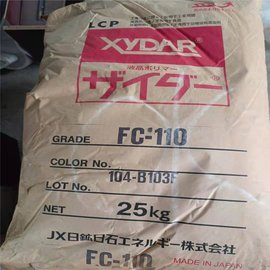 LCP
XYDAR®
液晶ポリマー
ザイダー®
GRADE FC-110
COLOR No. 104-B103F
LOT No.
NET 25kg
JX日鉱日石エネルギー株式会社
FC-110 MADE IN JAPAN